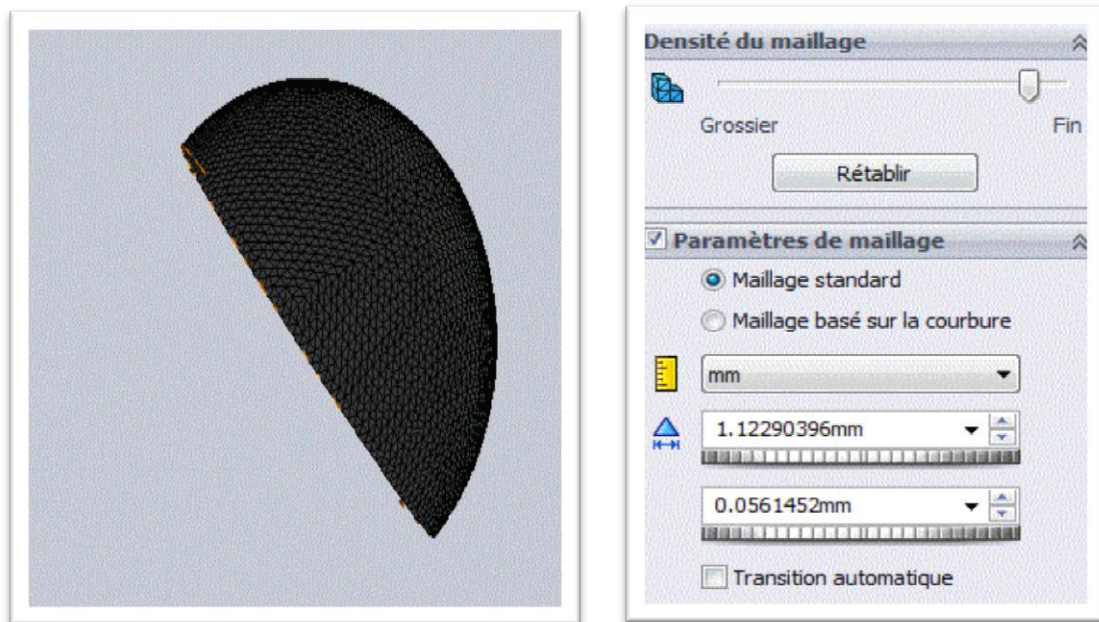 Densité du maillage
Grossier Fin
Rétablir
Paramètres de maillage
Maillage standard
Maillage basé sur la courbure
mm
1.12290396mm
0.0561452mm
Transition automatique